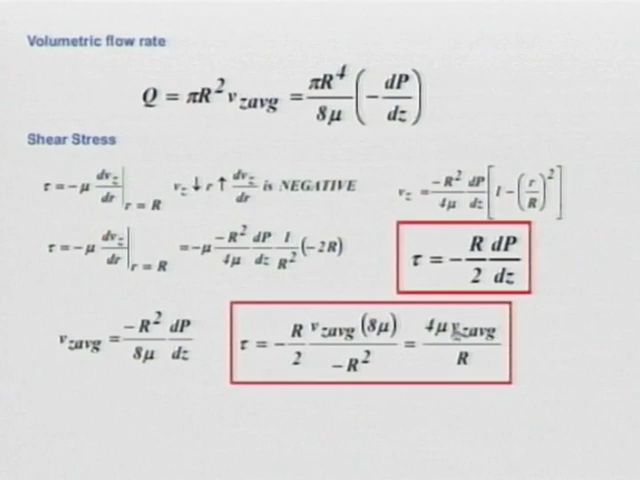 Volumetric flow rate
Q = πR² v_zavg = πR⁴/8μ (−dP/dz)
Shear Stress
τ = −μ dv_z/dr |_r = R   v_z ↓ r ↑ dv_z/dr is NEGATIVE   v_z = −R²/4μ dP/dz [1 − (r/R)²]
τ = −μ dv_z/dr |_r = R = −μ −R²/4μ dP/dz 1/R² (−2R)   τ = −R/2 dP/dz
v_zavg = −R²/8μ dP/dz   τ = −R/2 v_zavg (8μ)/−R² = 4μ v_zavg/R